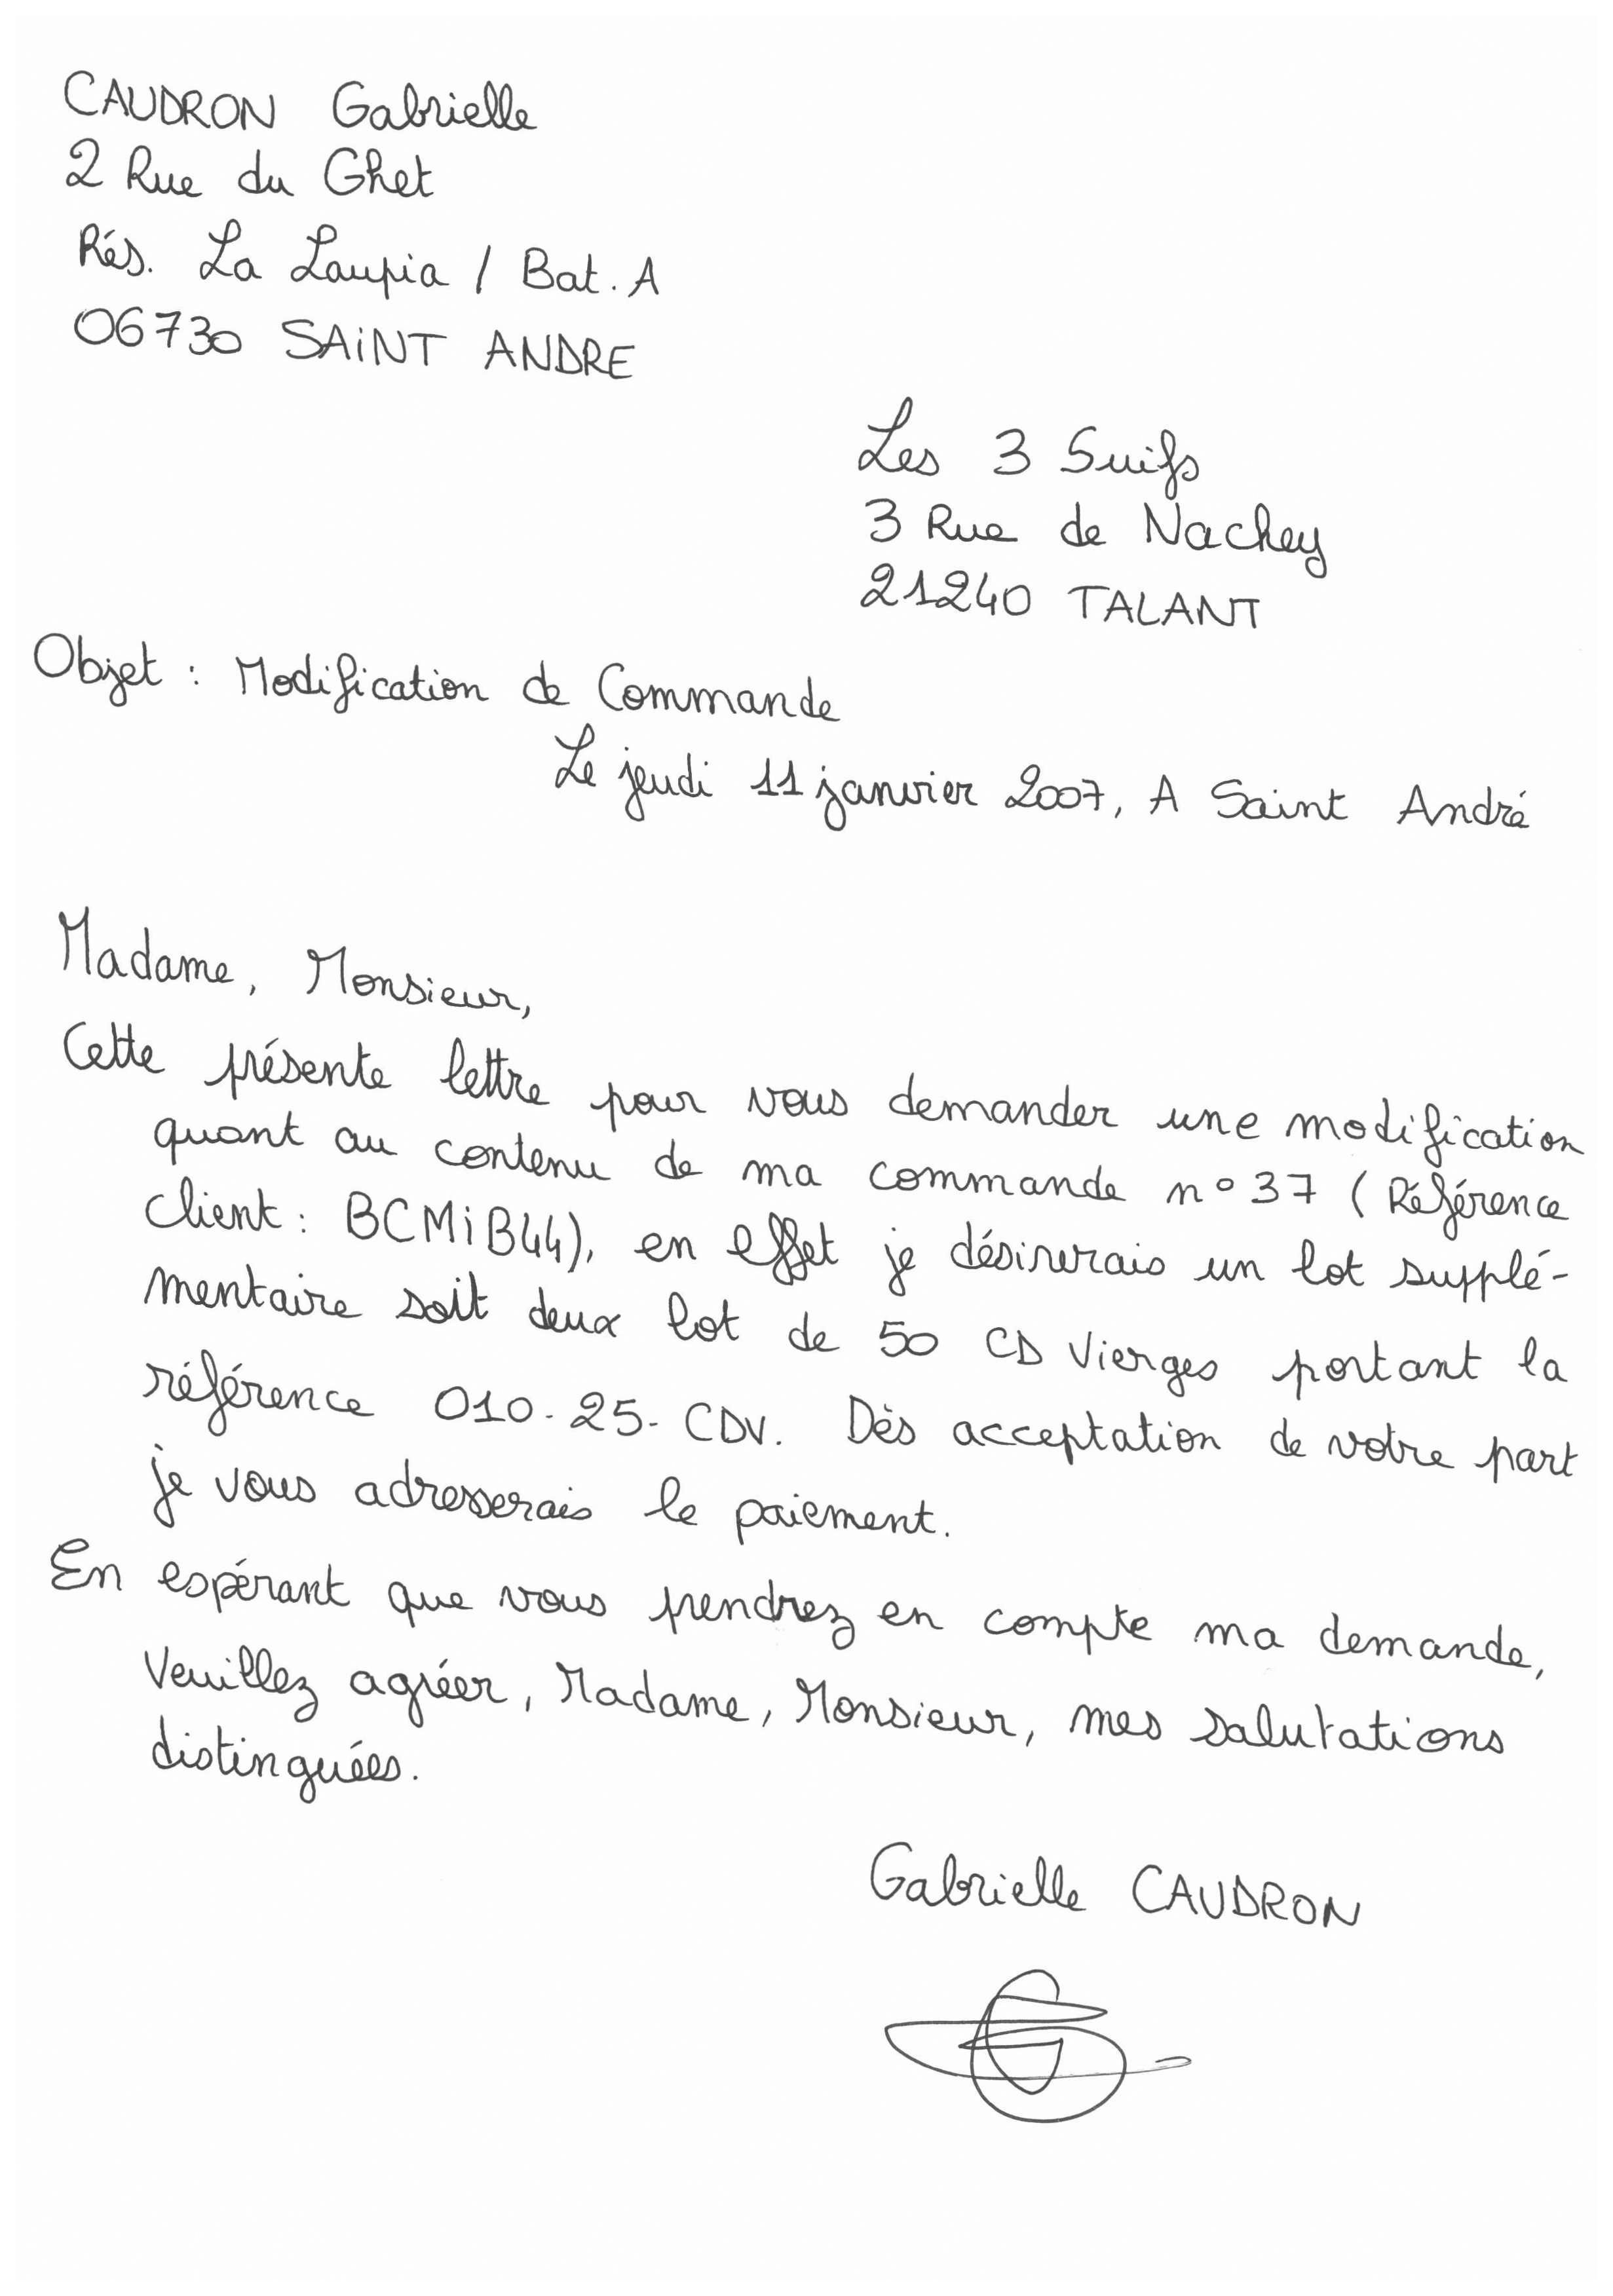 CAUDRON Gabrielle
2 Rue du Ghet
Rés. La Laupia / Bat. A
06730 SAINT ANDRE
Les 3 Suifs
3 Rue de Nachey
21240 TALANT
Objet : Modification de Commande
Le jeudi 11 janvier 2007, A Saint André
Madame, Monsieur,
Cette présente lettre pour vous demander une modification
quant au contenu de ma commande n° 37 (Référence
client : BCMiB44), en effet je désirerais un lot supplé-
mentaire soit deux lot de 50 CD Vierges portant la
référence 010-25-CDV. Dès acceptation de votre part
je vous adresserais le paiement.
En espérant que vous prendrez en compte ma demande,
Veuillez agréer, Madame, Monsieur, mes salutations
distinguées.
Gabrielle CAUDRON